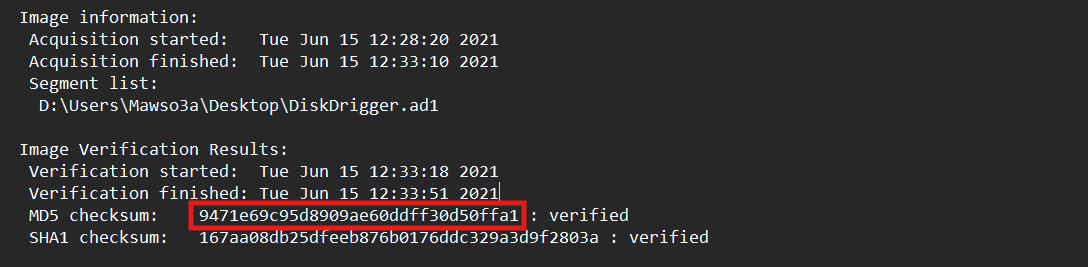 Image information:
Acquisition started:   Tue Jun 15 12:28:20 2021
Acquisition finished:  Tue Jun 15 12:33:10 2021
Segment list:
D:\Users\Mawso3a\Desktop\DiskDrigger.ad1
Image Verification Results:
Verification started:  Tue Jun 15 12:33:18 2021
Verification finished: Tue Jun 15 12:33:51 2021
MD5 checksum:    9471e69c95d8909ae60ddff30d50ffa1 : verified
SHA1 checksum:   167aa08db25dfeeb876b0176ddc329a3d9f2803a : verified